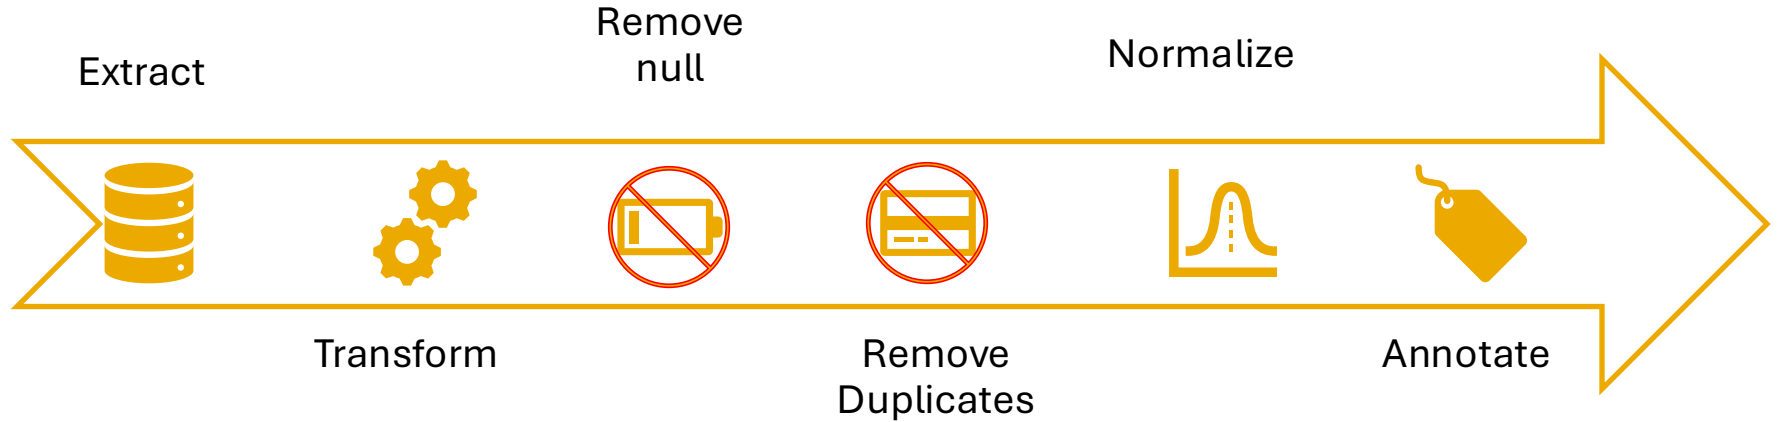 Extract
Transform
Remove
null
Remove
Duplicates
Normalize
Annotate